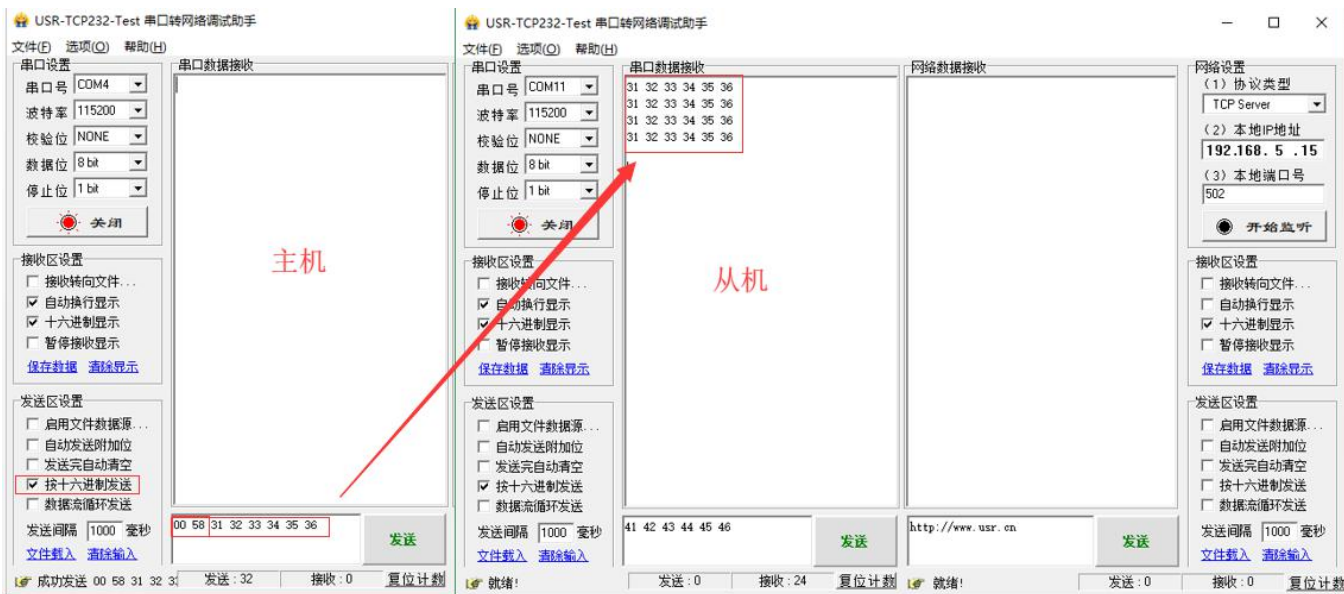 USR-TCP232-Test 串口转网络调试助手
文件(F) 选项(O) 帮助(H)
串口设置
串口号 COM4
波特率 115200
校验位 NONE
数据位 8 bit
停止位 1 bit
关闭
接收区设置
接收转向文件...
自动换行显示
十六进制显示
暂停接收显示
保存数据 清除显示
发送区设置
启用文件数据源...
自动发送附加位
发送完自动清空
按十六进制发送
数据流循环发送
发送间隔 1000 毫秒
文件载入 清除输入
串口数据接收
主机
00 58 31 32 33 34 35 36
发送
成功发送 00 58 31 32 3
发送 : 32
接收 : 0
复位计数
USR-TCP232-Test 串口转网络调试助手
文件(F) 选项(O) 帮助(H)
串口设置
串口号 COM11
波特率 115200
校验位 NONE
数据位 8 bit
停止位 1 bit
关闭
接收区设置
接收转向文件...
自动换行显示
十六进制显示
暂停接收显示
保存数据 清除显示
发送区设置
启用文件数据源...
自动发送附加位
发送完自动清空
按十六进制发送
数据流循环发送
发送间隔 1000 毫秒
文件载入 清除输入
串口数据接收
31 32 33 34 35 36
31 32 33 34 35 36
31 32 33 34 35 36
31 32 33 34 35 36
从机
41 42 43 44 45 46
发送
就绪!
发送 : 0
接收 : 24
复位计数
网络数据接收
http://www.usr.cn
发送
就绪!
发送 : 0
接收 : 0
复位计数
网络设置
(1) 协议类型
TCP Server
(2) 本地IP地址
192.168. 5 .15
(3) 本地端口号
502
开始监听
接收区设置
接收转向文件...
自动换行显示
十六进制显示
暂停接收显示
保存数据 清除显示
发送区设置
启用文件数据源...
自动发送附加位
发送完自动清空
按十六进制发送
数据流循环发送
发送间隔 1000 毫秒
文件载入 清除输入